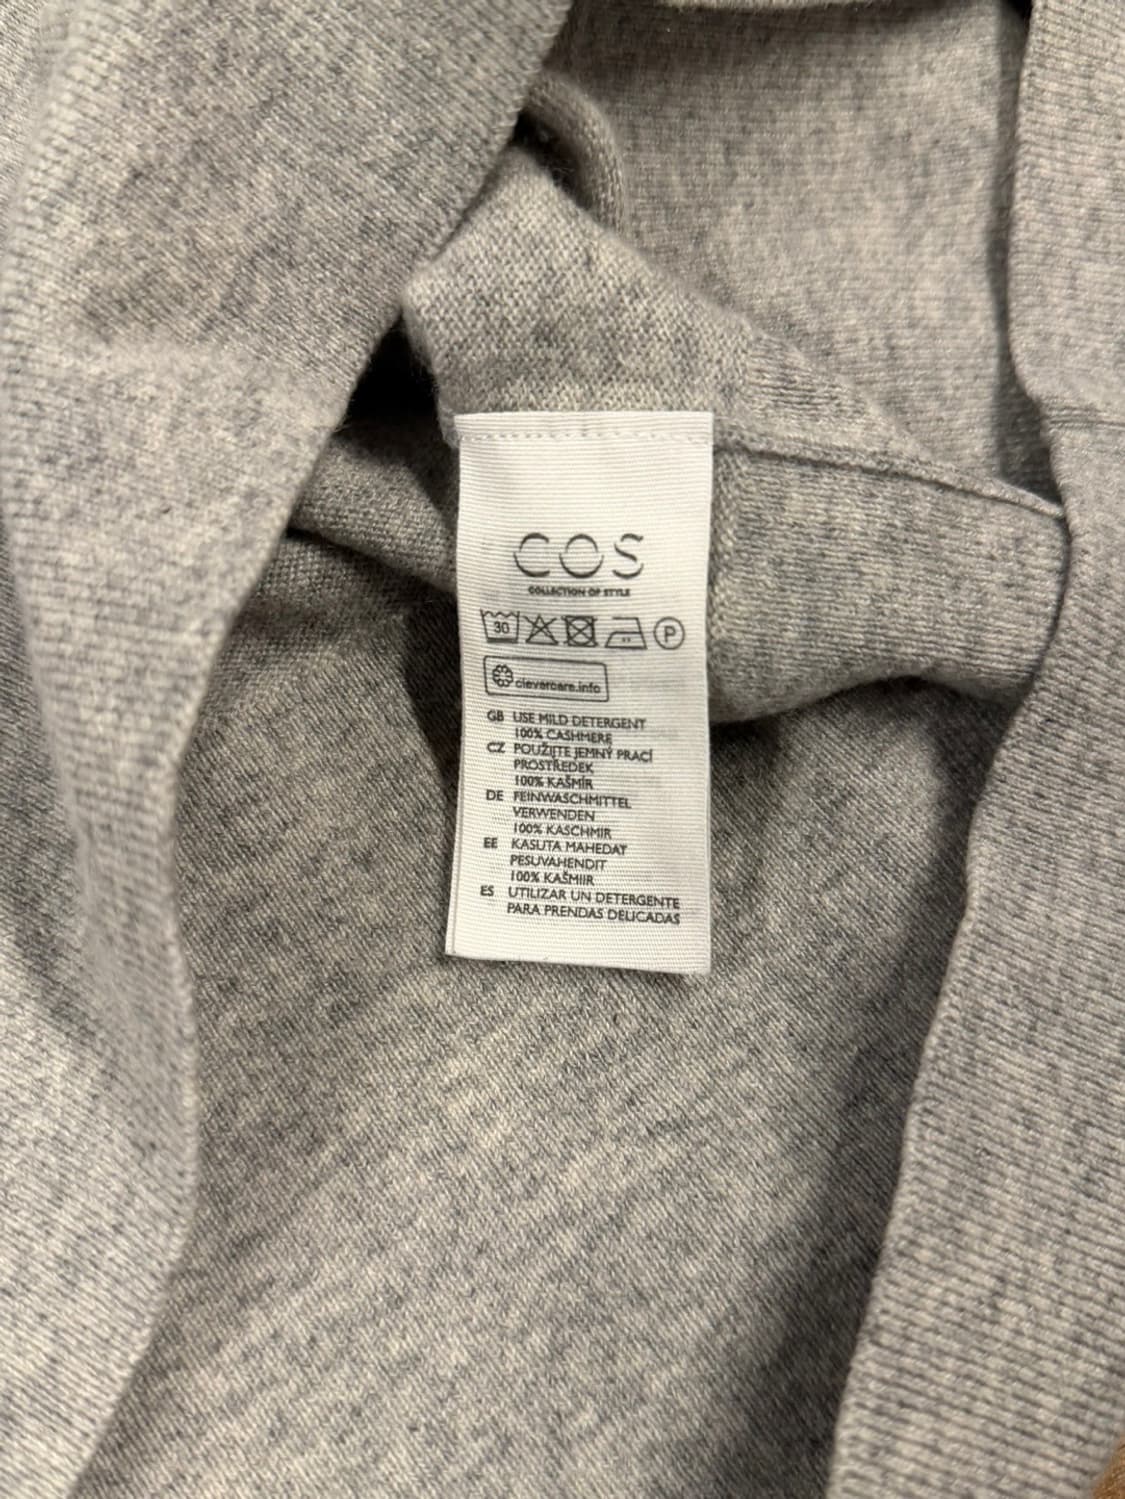 COS
COLLECTION OF STYLE
30
P
clevercare.info
GB USE MILD DETERGENT
100% CASHMERE
CZ POUŽIJTE JEMNÝ PRACÍ
PROSTŘEDEK
100% KAŠMÍR
DE FEINWASCHMITTEL
VERWENDEN
100% KASCHMIR
EE KASUTA MAHEDAT
PESUVAHENDIT
100% KAŠMIIR
ES UTILIZAR UN DETERGENTE
PARA PRENDAS DELICADAS